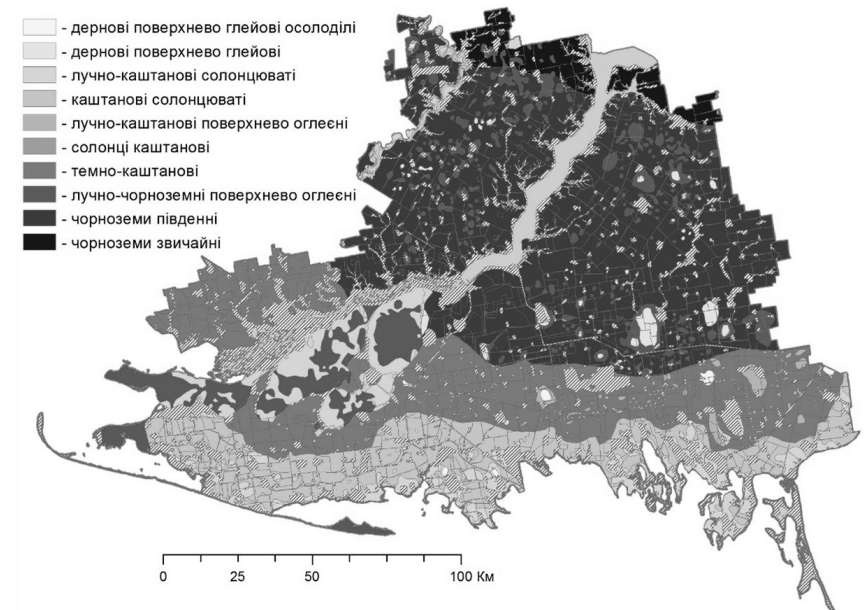 - дернові поверхнево глейові осолоділі
- дернові поверхнево глейові
- лучно-каштанові солонцюваті
- каштанові солонцюваті
- лучно-каштанові поверхнево оглеєні
- солонці каштанові
- темно-каштанові
- лучно-чорноземні поверхнево оглеєні
- чорноземи південні
- чорноземи звичайні
0 25 50 100 Км